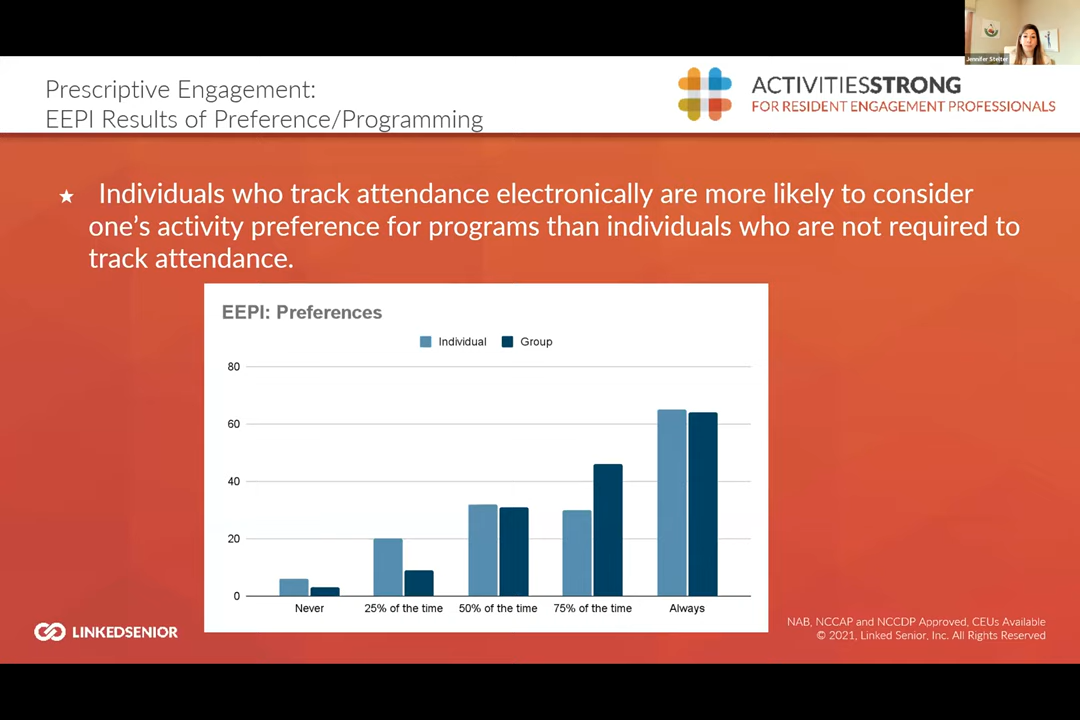 Jennifer Stelter
Prescriptive Engagement:
EEPI Results of Preference/Programming
ACTIVITIESSTRONG
FOR RESIDENT ENGAGEMENT PROFESSIONALS
★ Individuals who track attendance electronically are more likely to consider
one’s activity preference for programs than individuals who are not required to
track attendance.
EEPI: Preferences
Individual Group
80
60
40
20
0
Never 25% of the time 50% of the time 75% of the time Always
LINKEDSENIOR
NAB, NCCAP and NCCDP Approved, CEUs Available
© 2021, Linked Senior, Inc. All Rights Reserved